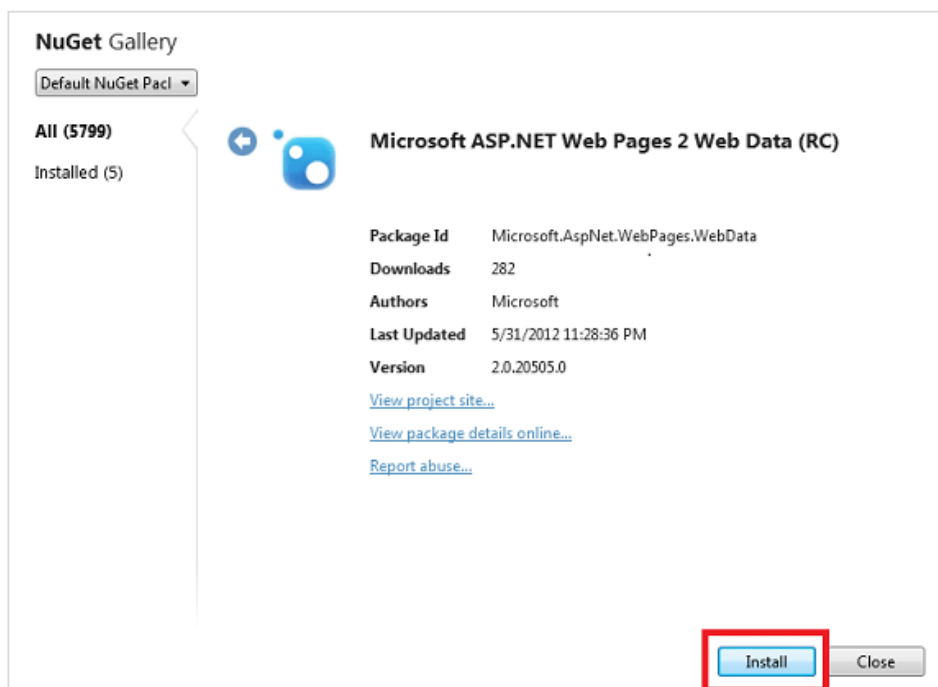 NuGet Gallery
Default NuGet Pacl
All (5799)
Installed (5)
Microsoft ASP.NET Web Pages 2 Web Data (RC)
Package Id Microsoft.AspNet.WebPages.WebData
Downloads 282
Authors Microsoft
Last Updated 5/31/2012 11:28:36 PM
Version 2.0.20505.0
View project site...
View package details online...
Report abuse...
Install Close